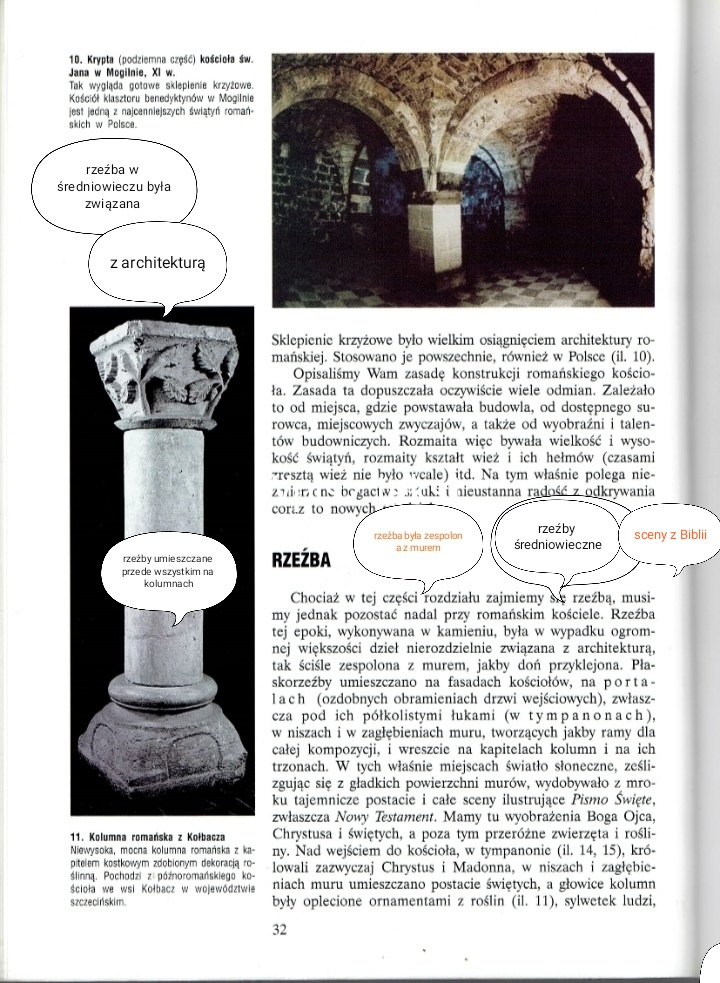 10. Krypta (podziemna część) kościoła św.
Jana w Mogilnie, XI w.
Tak wygląda gotowe sklepienie krzyżowe.
Kościół klasztoru benedyktynów w Mogilnie
jest jedną z najcenniejszych świątyń romań-
skich w Polsce.
rzeźba w
średniowieczu była
związana
z architekturą
rzeźby umieszczane
przede wszystkim na
kolumnach
11. Kolumna romańska z Kołbacza
Niewysoka, mocna kolumna romańska z ka-
pitelem kostkowym zdobionym dekoracją ro-
ślinną. Pochodzi z późnoromańskiego ko-
ścioła we wsi Kołbacz w województwie
szczecińskim.
Sklepienie krzyżowe było wielkim osiągnięciem architektury ro-
mańskiej. Stosowano je powszechnie, również w Polsce (il. 10).
Opisaliśmy Wam zasadę konstrukcji romańskiego kościo-
ła. Zasada ta dopuszczała oczywiście wiele odmian. Zależało
to od miejsca, gdzie powstawała budowla, od dostępnego su-
rowca, miejscowych zwyczajów, a także od wyobraźni i talen-
tów budowniczych. Rozmaita więc bywała wielkość i wyso-
kość świątyń, rozmaity kształt wież i ich hełmów (czasami
zresztą wież nie było wcale) itd. Na tym właśnie polega nie-
bogactwo sztuki i nieustanna radość z odkrywania
coraz to nowych
rzeźba była zespolon
a z murem
rzeźby
średniowieczne
sceny z Biblii
RZEŹBA
Chociaż w tej części rozdziału zajmiemy się rzeźbą, musi-
my jednak pozostać nadal przy romańskim kościele. Rzeźba
tej epoki, wykonywana w kamieniu, była w wypadku ogrom-
nej większości dzieł nierozdzielnie związana z architekturą,
tak ściśle zespolona z murem, jakby doń przyklejona. Pła-
skorzeźby umieszczano na fasadach kościołów, na porta-
lach (ozdobnych obramieniach drzwi wejściowych), zwłasz-
cza pod ich półkolistymi łukami (w tympanonach),
w niszach i w zagłębieniach muru, tworzących jakby ramy dla
całej kompozycji, i wreszcie na kapitelach kolumn i na ich
trzonach. W tych właśnie miejscach światło słoneczne, ześli-
zgując się z gładkich powierzchni murów, wydobywało z mro-
ku tajemnicze postacie i całe sceny ilustrujące Pismo Święte,
zwłaszcza Nowy Testament. Mamy tu wyobrażenia Boga Ojca,
Chrystusa i świętych, a poza tym przeróżne zwierzęta i rośli-
ny. Nad wejściem do kościoła, w tympanonie (il. 14, 15), kró-
lowali zazwyczaj Chrystus i Madonna, w niszach i zagłębie-
niach muru umieszczano postacie świętych, a głowice kolumn
były oplecione ornamentami z roślin (il. 11), sylwetek ludzi,
32